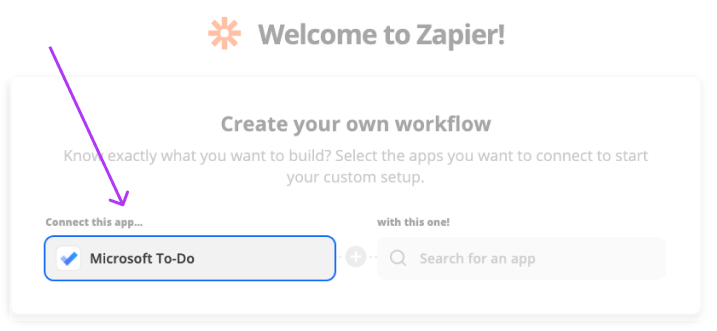 Welcome to Zapier!
Create your own workflow
Know exactly what you want to build? Select the apps you want to connect to start
your custom setup.
Connect this app...
with this one!
Microsoft To-Do
Search for an app